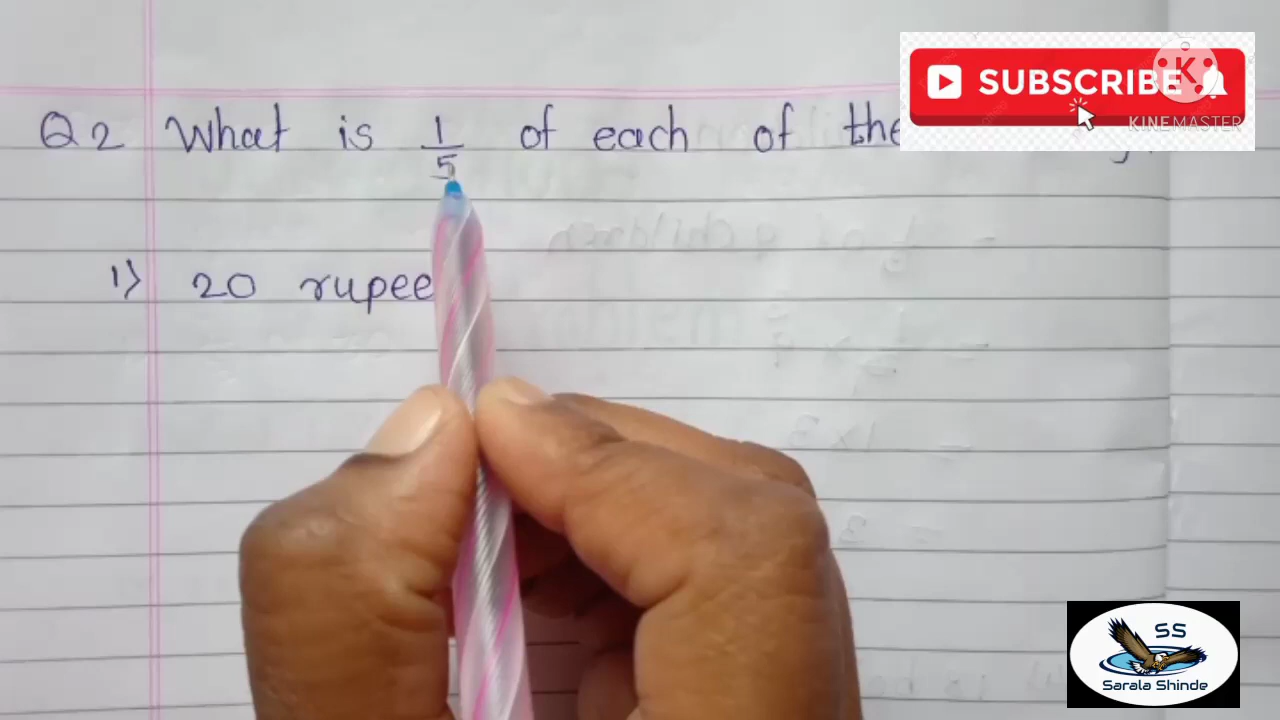 SUBSCRIBE
K
KINEMASTER
Q2 What is 1/5 of each of the
1) 20 rupee
SS
Sarala Shinde